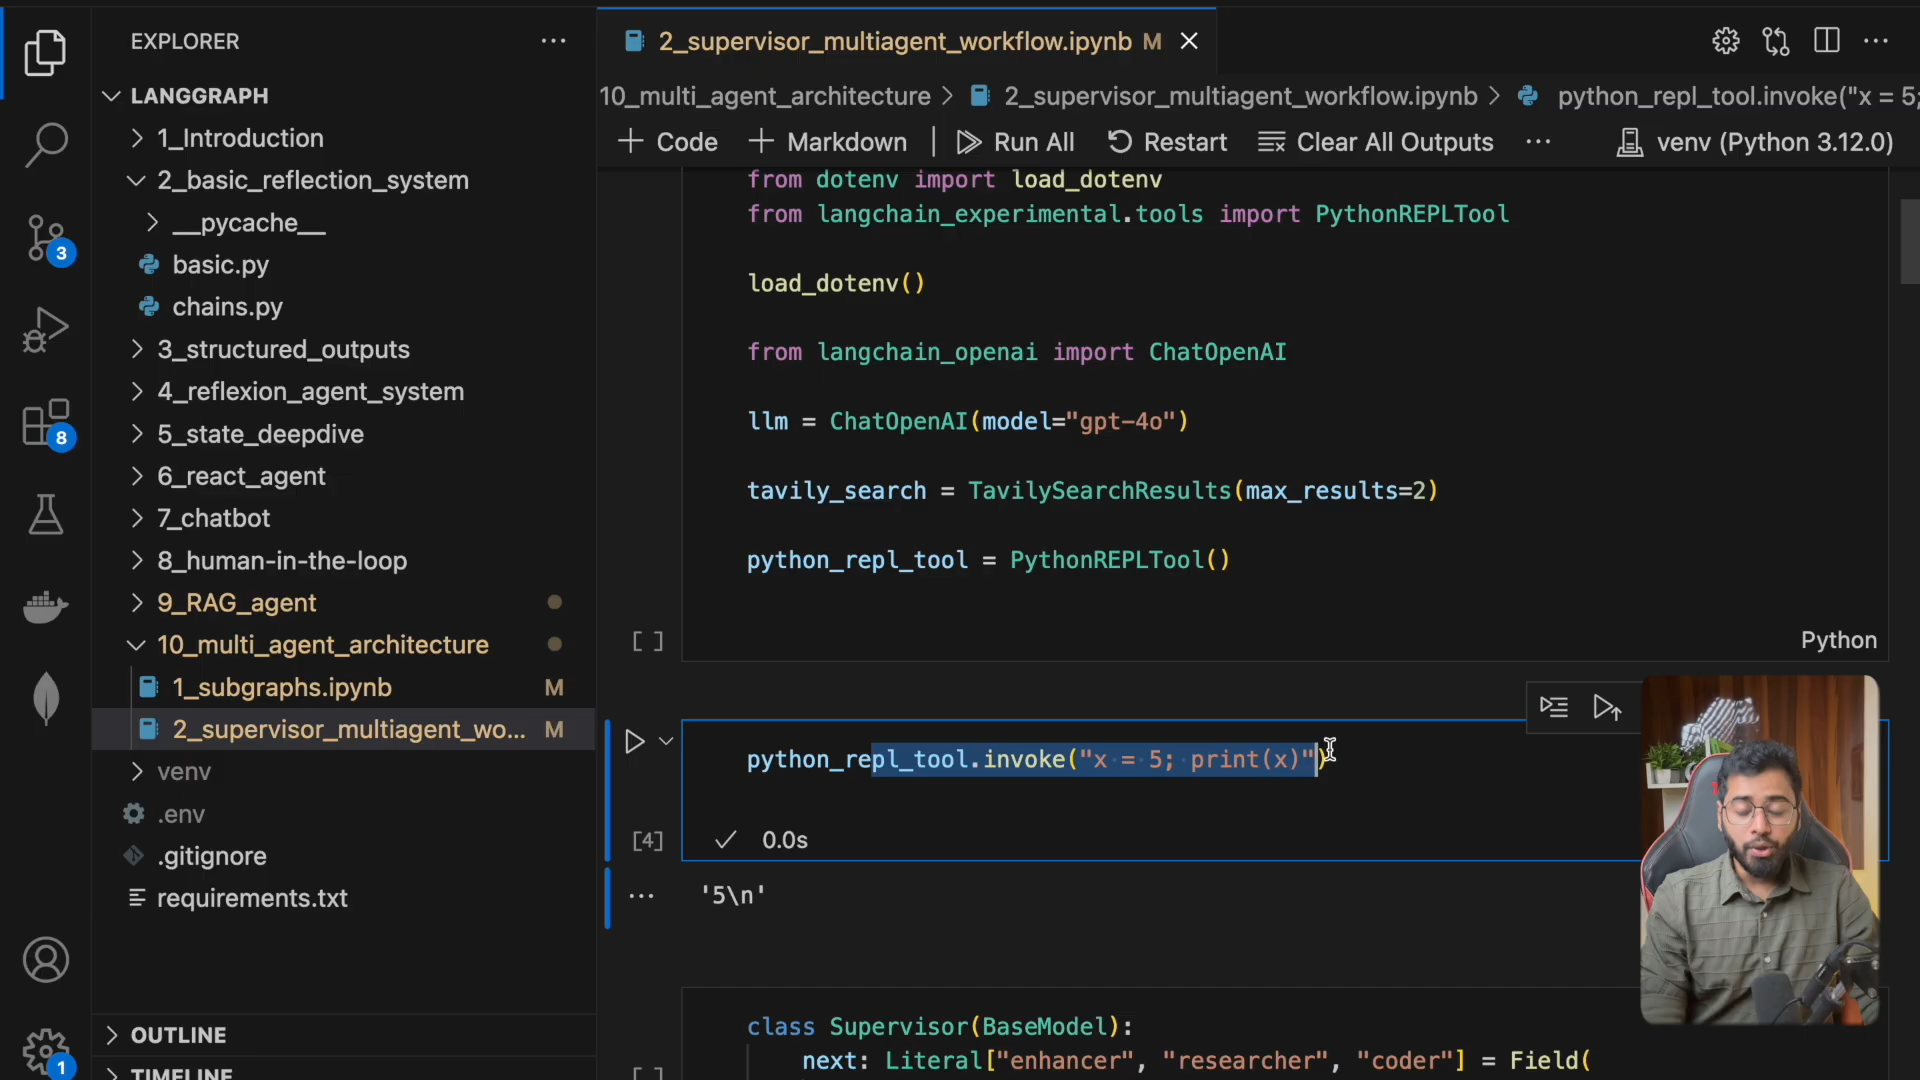 EXPLORER
LANGGRAPH
1_Introduction
2_basic_reflection_system
__pycache__
basic.py
chains.py
3_structured_outputs
4_reflexion_agent_system
5_state_deepdive
6_react_agent
7_chatbot
8_human-in-the-loop
9_RAG_agent
10_multi_agent_architecture
1_subgraphs.ipynb M
2_supervisor_multiagent_wo... M
venv
.env
.gitignore
requirements.txt
OUTLINE
TIMELINE
3
8
1
2_supervisor_multiagent_workflow.ipynb M
10_multi_agent_architecture > 2_supervisor_multiagent_workflow.ipynb > python_repl_tool.invoke("x = 5;
+ Code + Markdown | Run All Restart Clear All Outputs ... venv (Python 3.12.0)
from dotenv import load_dotenv
from langchain_experimental.tools import PythonREPLTool
load_dotenv()
from langchain_openai import ChatOpenAI
llm = ChatOpenAI(model="gpt-4o")
tavily_search = TavilySearchResults(max_results=2)
python_repl_tool = PythonREPLTool()
[ ] Python
python_repl_tool.invoke("x = 5; print(x)")
[4] ✓ 0.0s
... '5\n'
class Supervisor(BaseModel):
next: Literal["enhancer", "researcher", "coder"] = Field(
[ ]